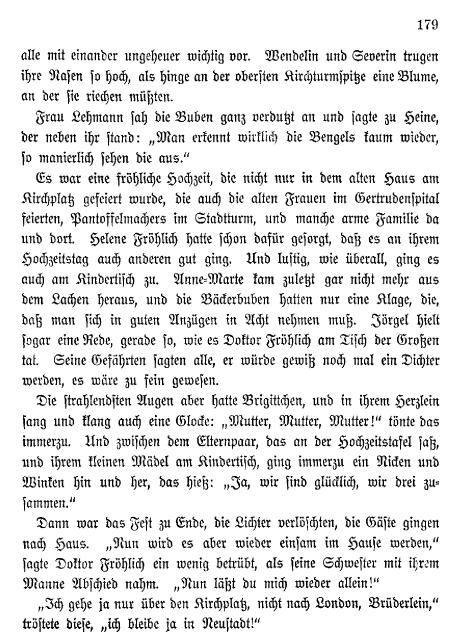 179
alle mit einander ungeheuer wichtig vor. Wendelin und Severin trugen
ihre Nasen so hoch, als hinge an der obersten Kirchturmspitze eine Blume,
an der sie riechen müßten.
Frau Lehmann sah die Buben ganz verdutzt an und sagte zu Heine,
der neben ihr stand: „Man erkennt wirklich die Bengels kaum wieder,
so manierlich sehen die aus.“
Es war eine fröhliche Hochzeit, die nicht nur in dem alten Haus am
Kirchplatz gefeiert wurde, die auch die alten Frauen im Gertrudenspital
feierten, Pantoffelmachers im Stadtturm, und manche arme Familie da
und dort. Helene Fröhlich hatte schon dafür gesorgt, daß es an ihrem
Hochzeitstag auch anderen gut ging. Und lustig, wie überall, ging es
auch am Kindertisch zu. Anne-Marte kam zuletzt gar nicht mehr aus
dem Lachen heraus, und die Bäckerbuben hatten nur eine Klage, die,
daß man sich in guten Anzügen in Acht nehmen muß. Jörgel hielt
sogar eine Rede, gerade so, wie es Doktor Fröhlich am Tisch der Großen
tat. Seine Gefährten sagten alle, er würde gewiß noch mal ein Dichter
werden, es wäre zu fein gewesen.
Die strahlendsten Augen aber hatte Brigittchen, und in ihrem Herzlein
sang und klang auch eine Glocke: „Mutter, Mutter, Mutter!“ tönte das
immerzu. Und zwischen dem Elternpaar, das an der Hochzeitstafel saß,
und ihrem kleinen Mädel am Kindertisch, ging immerzu ein Nicken und
Winken hin und her, das hieß: „Ja, wir sind glücklich, wir drei zu-
sammen.“
Dann war das Fest zu Ende, die Lichter verlöschten, die Gäste gingen
nach Haus. „Nun wird es aber wieder einsam im Hause werden,“
sagte Doktor Fröhlich ein wenig betrübt, als seine Schwester mit ihrem
Manne Abschied nahm. „Nun läßt du mich wieder allein!“
„Ich gehe ja nur über den Kirchplatz, nicht nach London, Brüderlein,“
tröstete diese, „ich bleibe ja in Neustadt!“